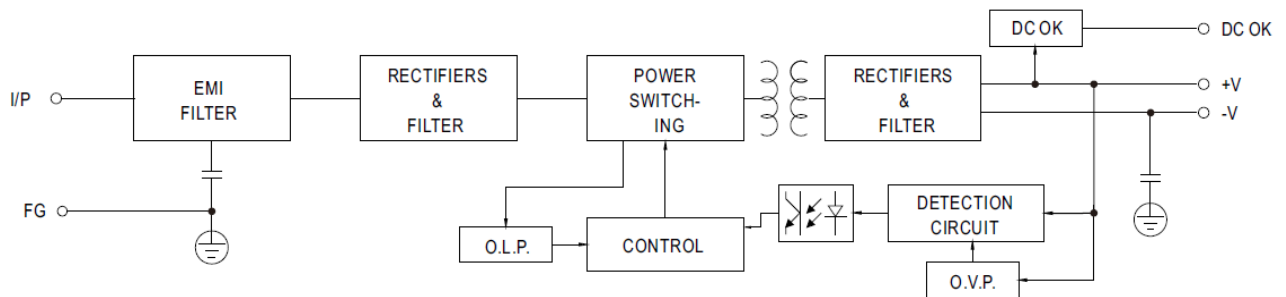 DC OK
DC OK
I/P
EMI
FILTER
RECTIFIERS
&
FILTER
POWER
SWITCH-
ING
RECTIFIERS
&
FILTER
+V
-V
FG
O.L.P.
CONTROL
DETECTION
CIRCUIT
O.V.P.